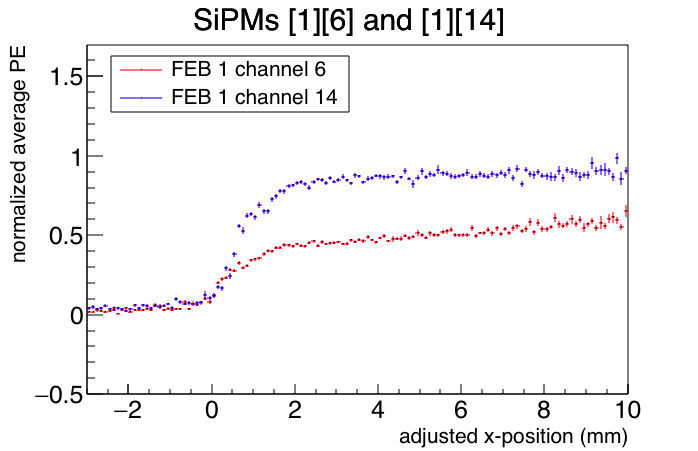 SiPMs [1][6] and [1][14]
normalized average PE
FEB 1 channel 6
FEB 1 channel 14
1.5
1
0.5
0
−0.5
−2
0
2
4
6
8
10
adjusted x-position (mm)